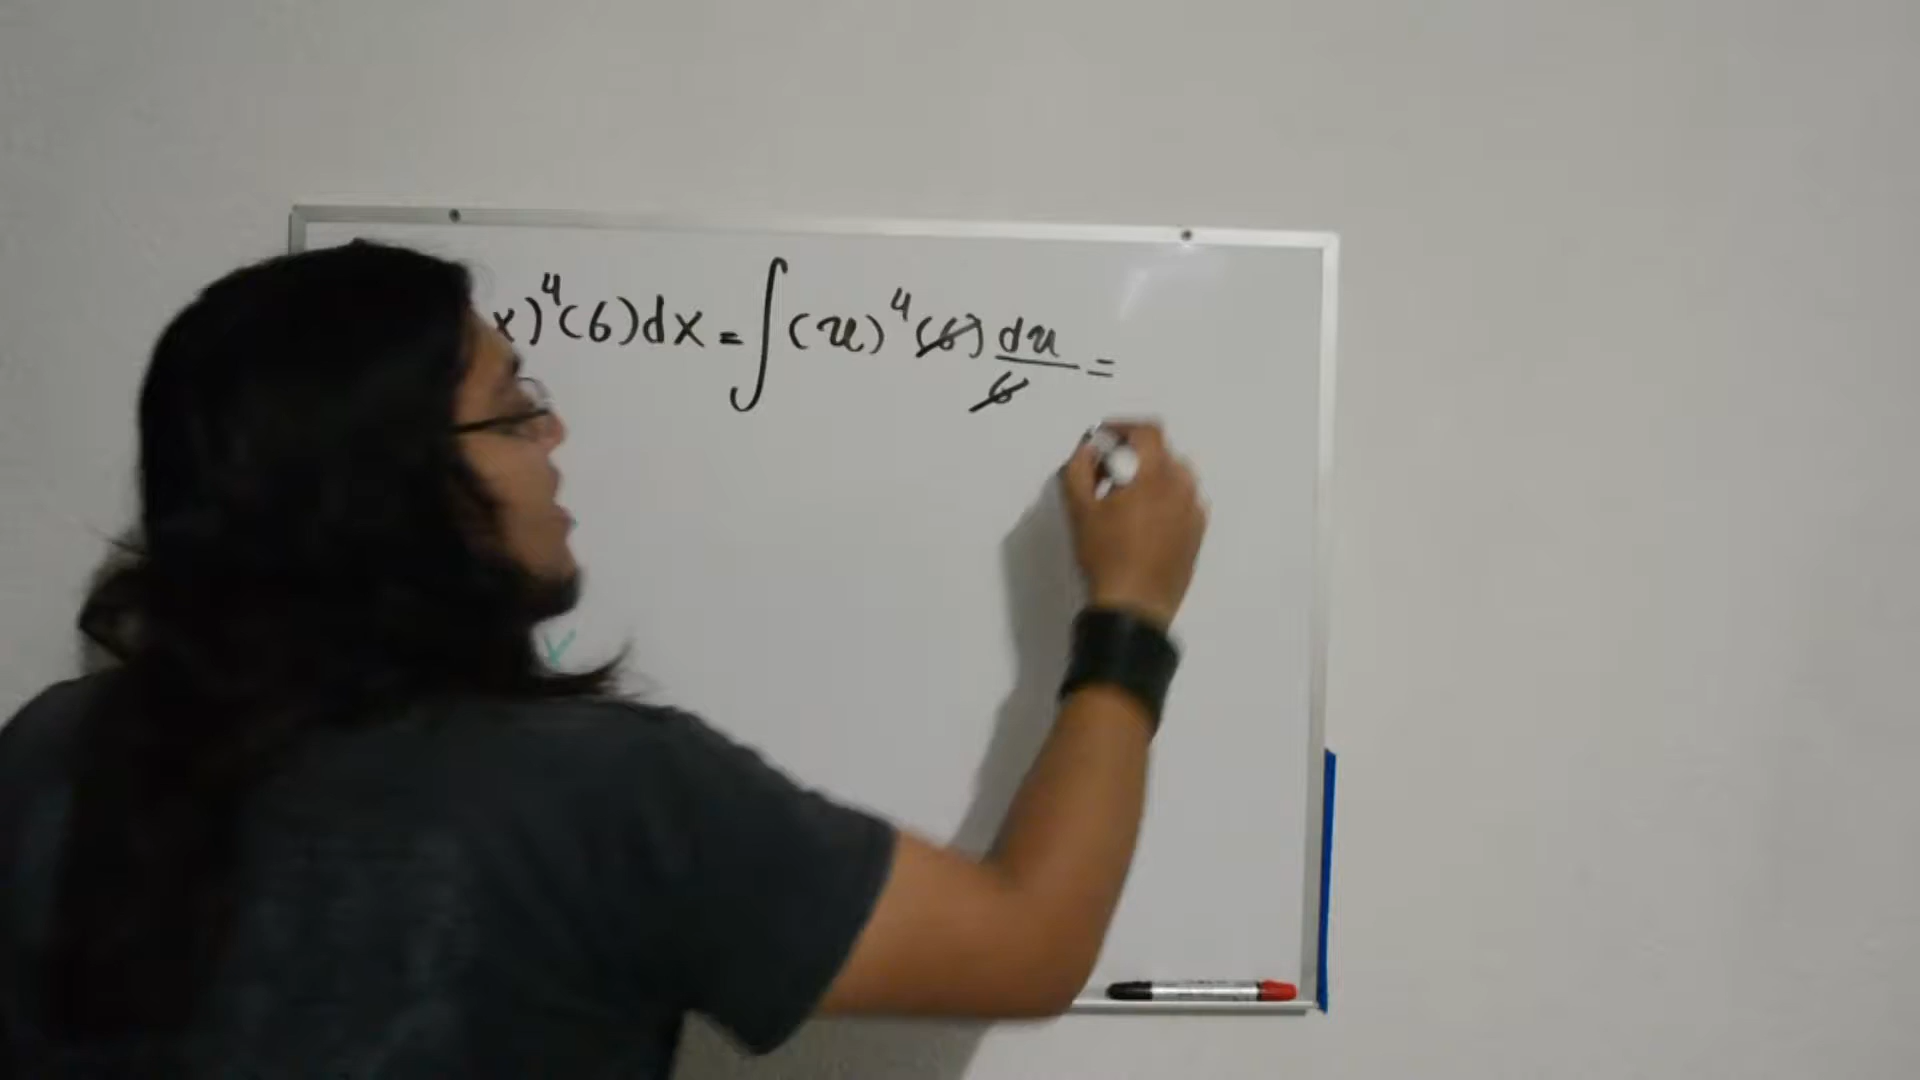 x)⁴(6)dx = ∫(u)⁴(6) du/6 =